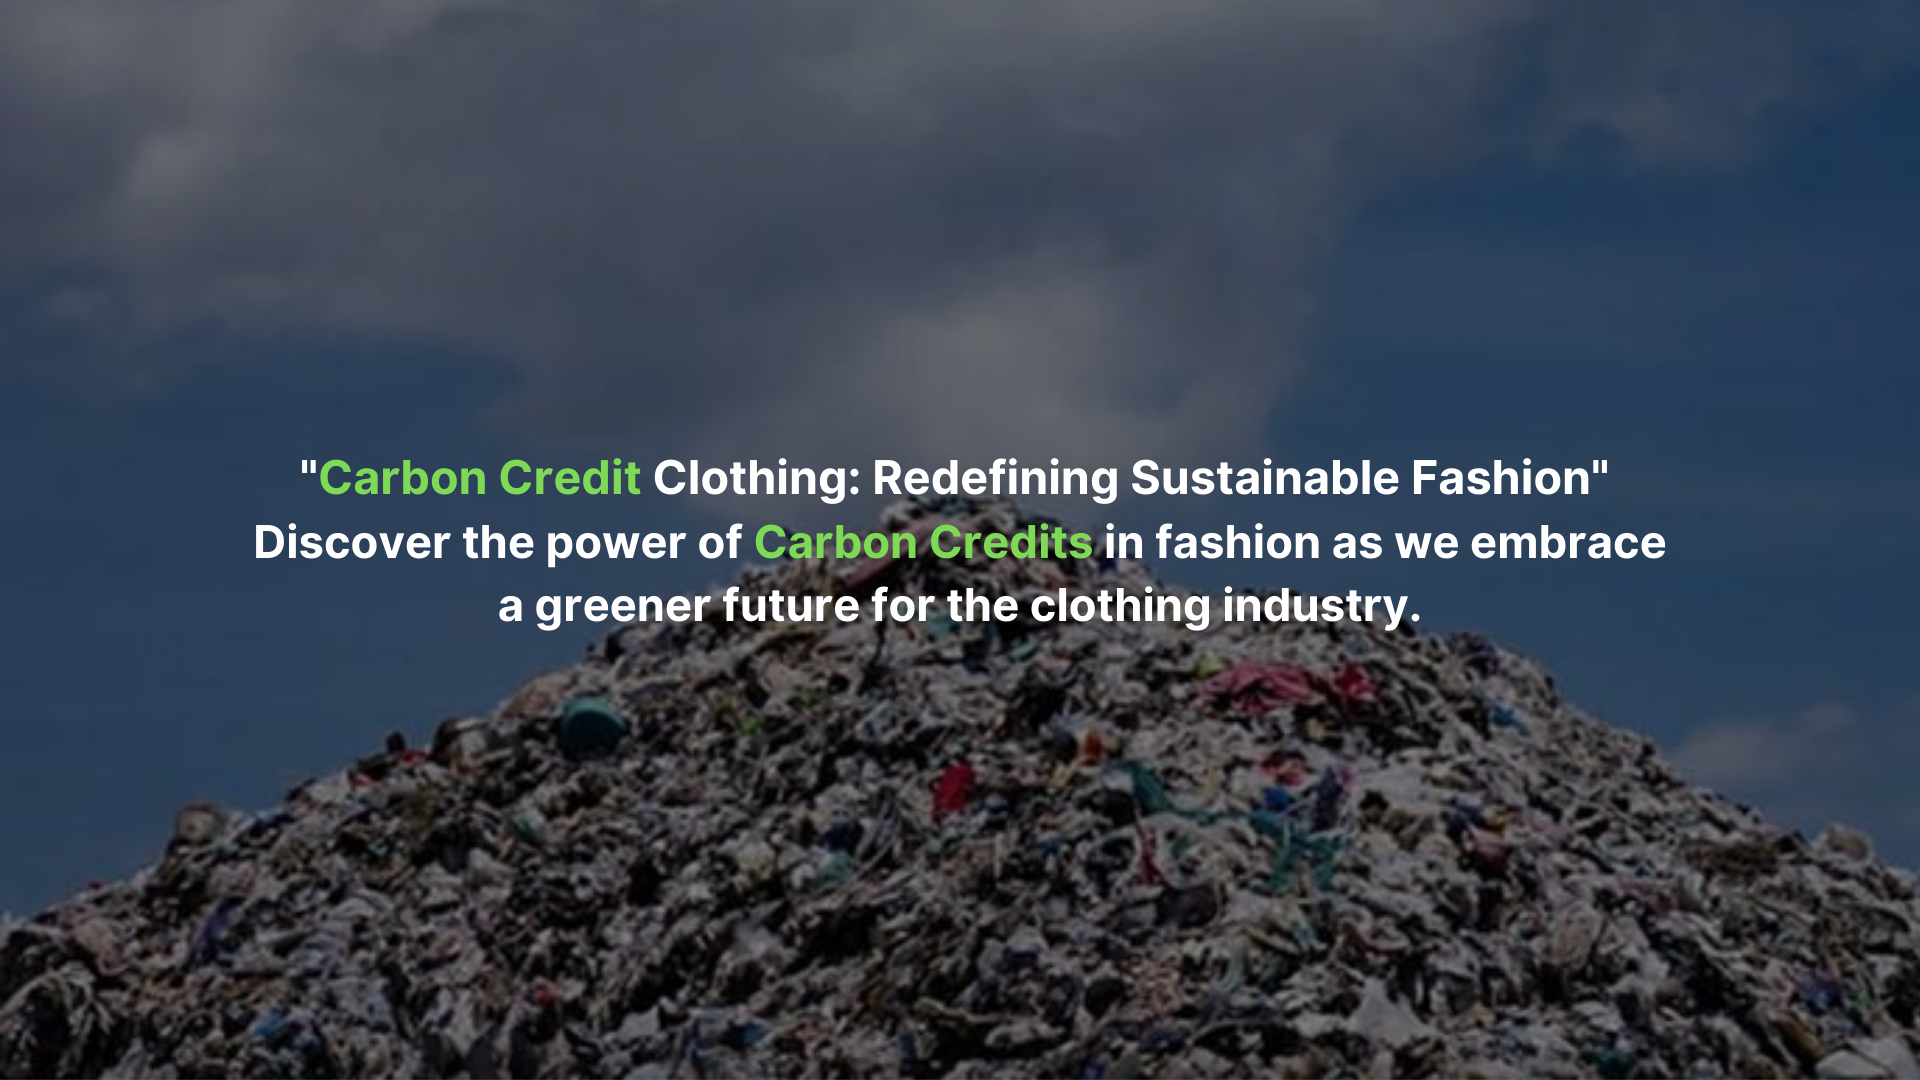 "Carbon Credit Clothing: Redefining Sustainable Fashion"
Discover the power of Carbon Credits in fashion as we embrace
a greener future for the clothing industry.